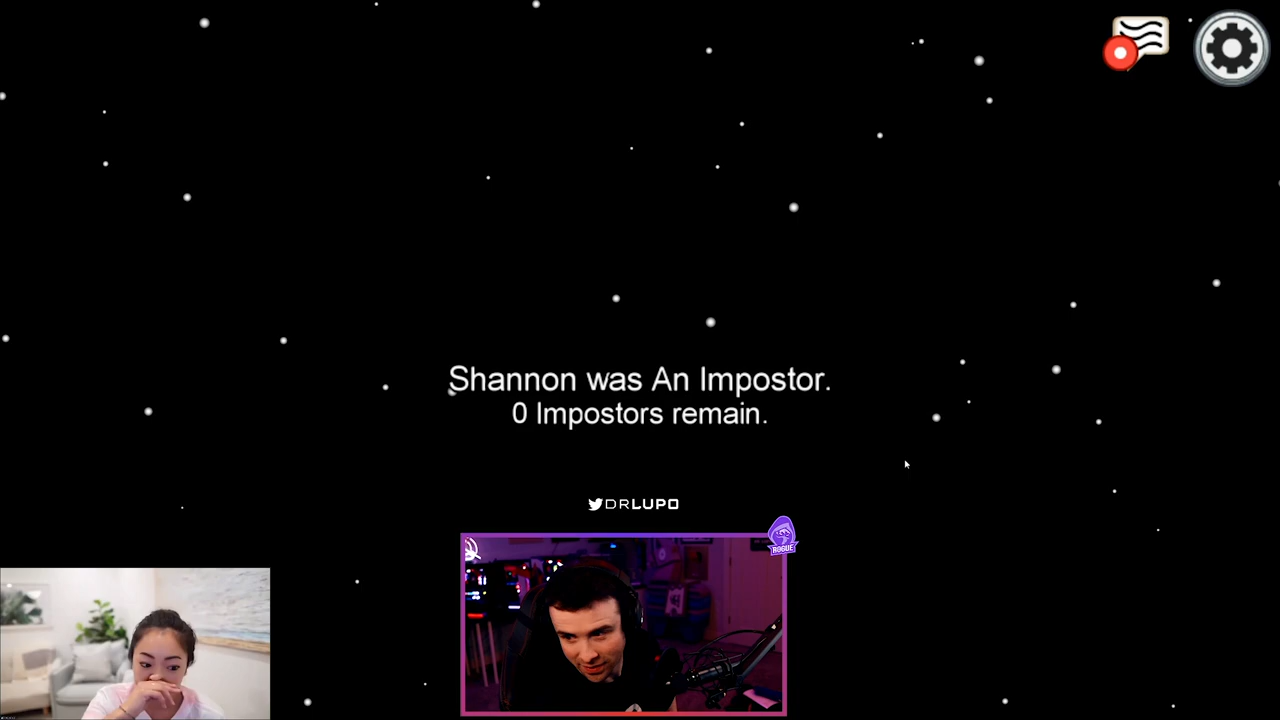 Shannon was An Impostor.
0 Impostors remain.
DRLUPO
ROGUE